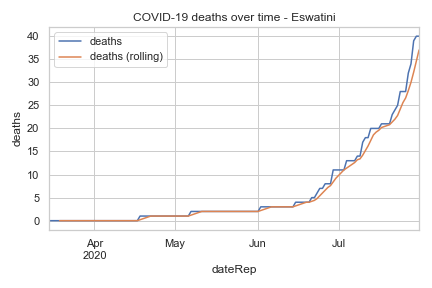 COVID-19 deaths over time - Eswatini
deaths
deaths (rolling)
deaths
40
35
30
25
20
15
10
5
0
Apr
2020
May
Jun
Jul
dateRep